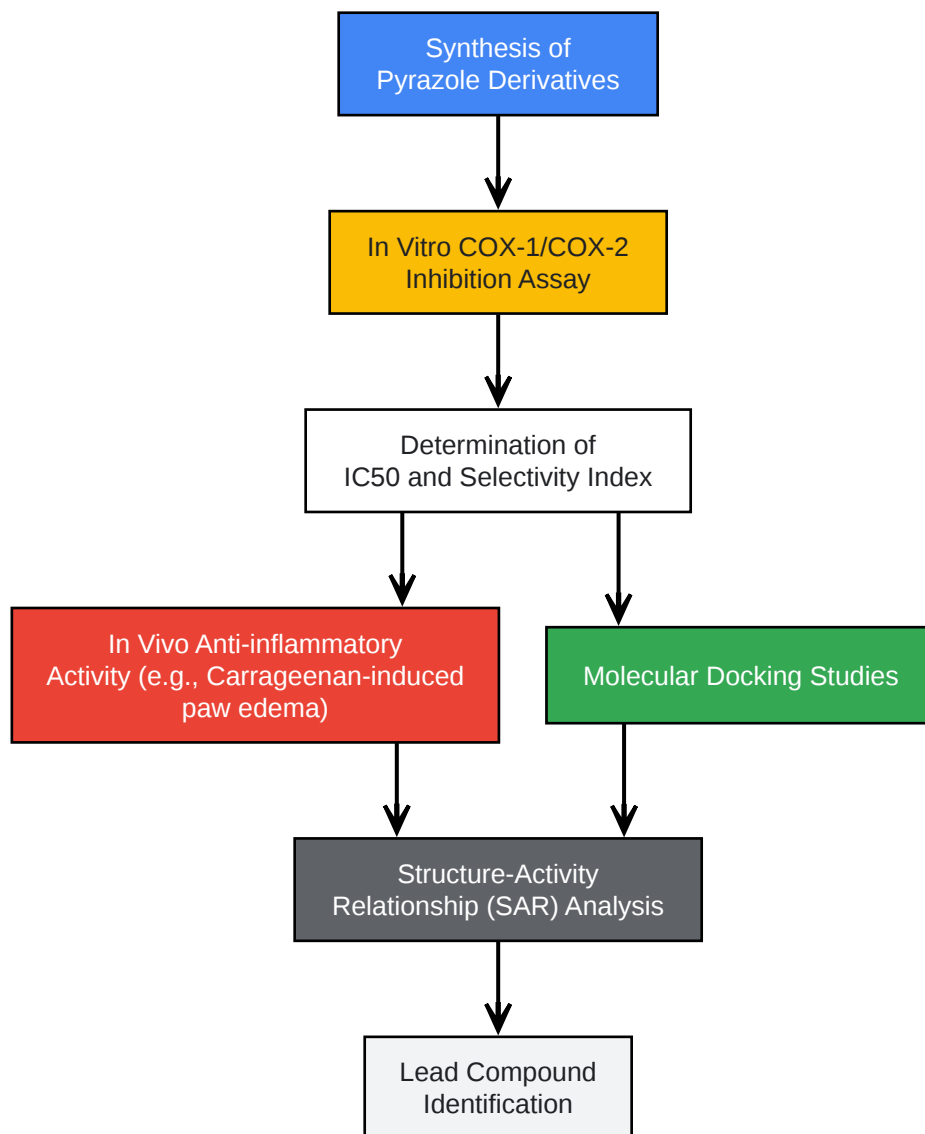 Synthesis of
Pyrazole Derivatives
In Vitro COX-1/COX-2
Inhibition Assay
Determination of
IC50 and Selectivity Index
In Vivo Anti-inflammatory
Activity (e.g., Carrageenan-induced
paw edema)
Molecular Docking Studies
Structure-Activity
Relationship (SAR) Analysis
Lead Compound
Identification